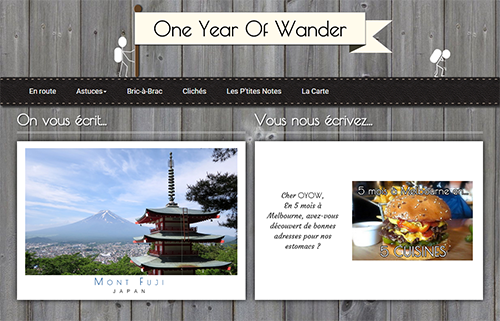 One Year Of Wander
En route
Astuces
Bric-à-Brac
Clichés
Les P'tites Notes
La Carte
On vous écrit...
Vous nous écrivez...
Mont Fuji
JAPAN
Cher OYOW,
En 5 mois à
Melbourne, avez-vous
découvert de bonnes
adresses pour nos
estomacs ?
5 mois à Melbourne en
5 CUISINES